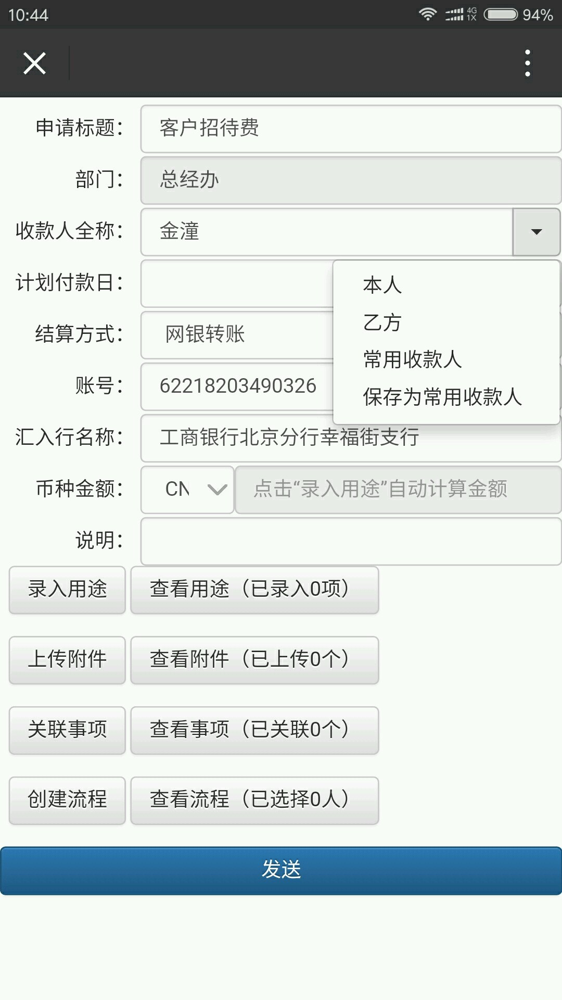 10:44
4G
1X
94%
申请标题：
客户招待费
部门：
总经办
收款人全称：
金潼
计划付款日：
本人
乙方
结算方式：
网银转账
常用收款人
账号：
62218203490326
保存为常用收款人
汇入行名称：
工商银行北京分行幸福街支行
币种金额：
CN
点击“录入用途”自动计算金额
说明：
录入用途
查看用途（已录入0项）
上传附件
查看附件（已上传0个）
关联事项
查看事项（已关联0个）
创建流程
查看流程（已选择0人）
发送